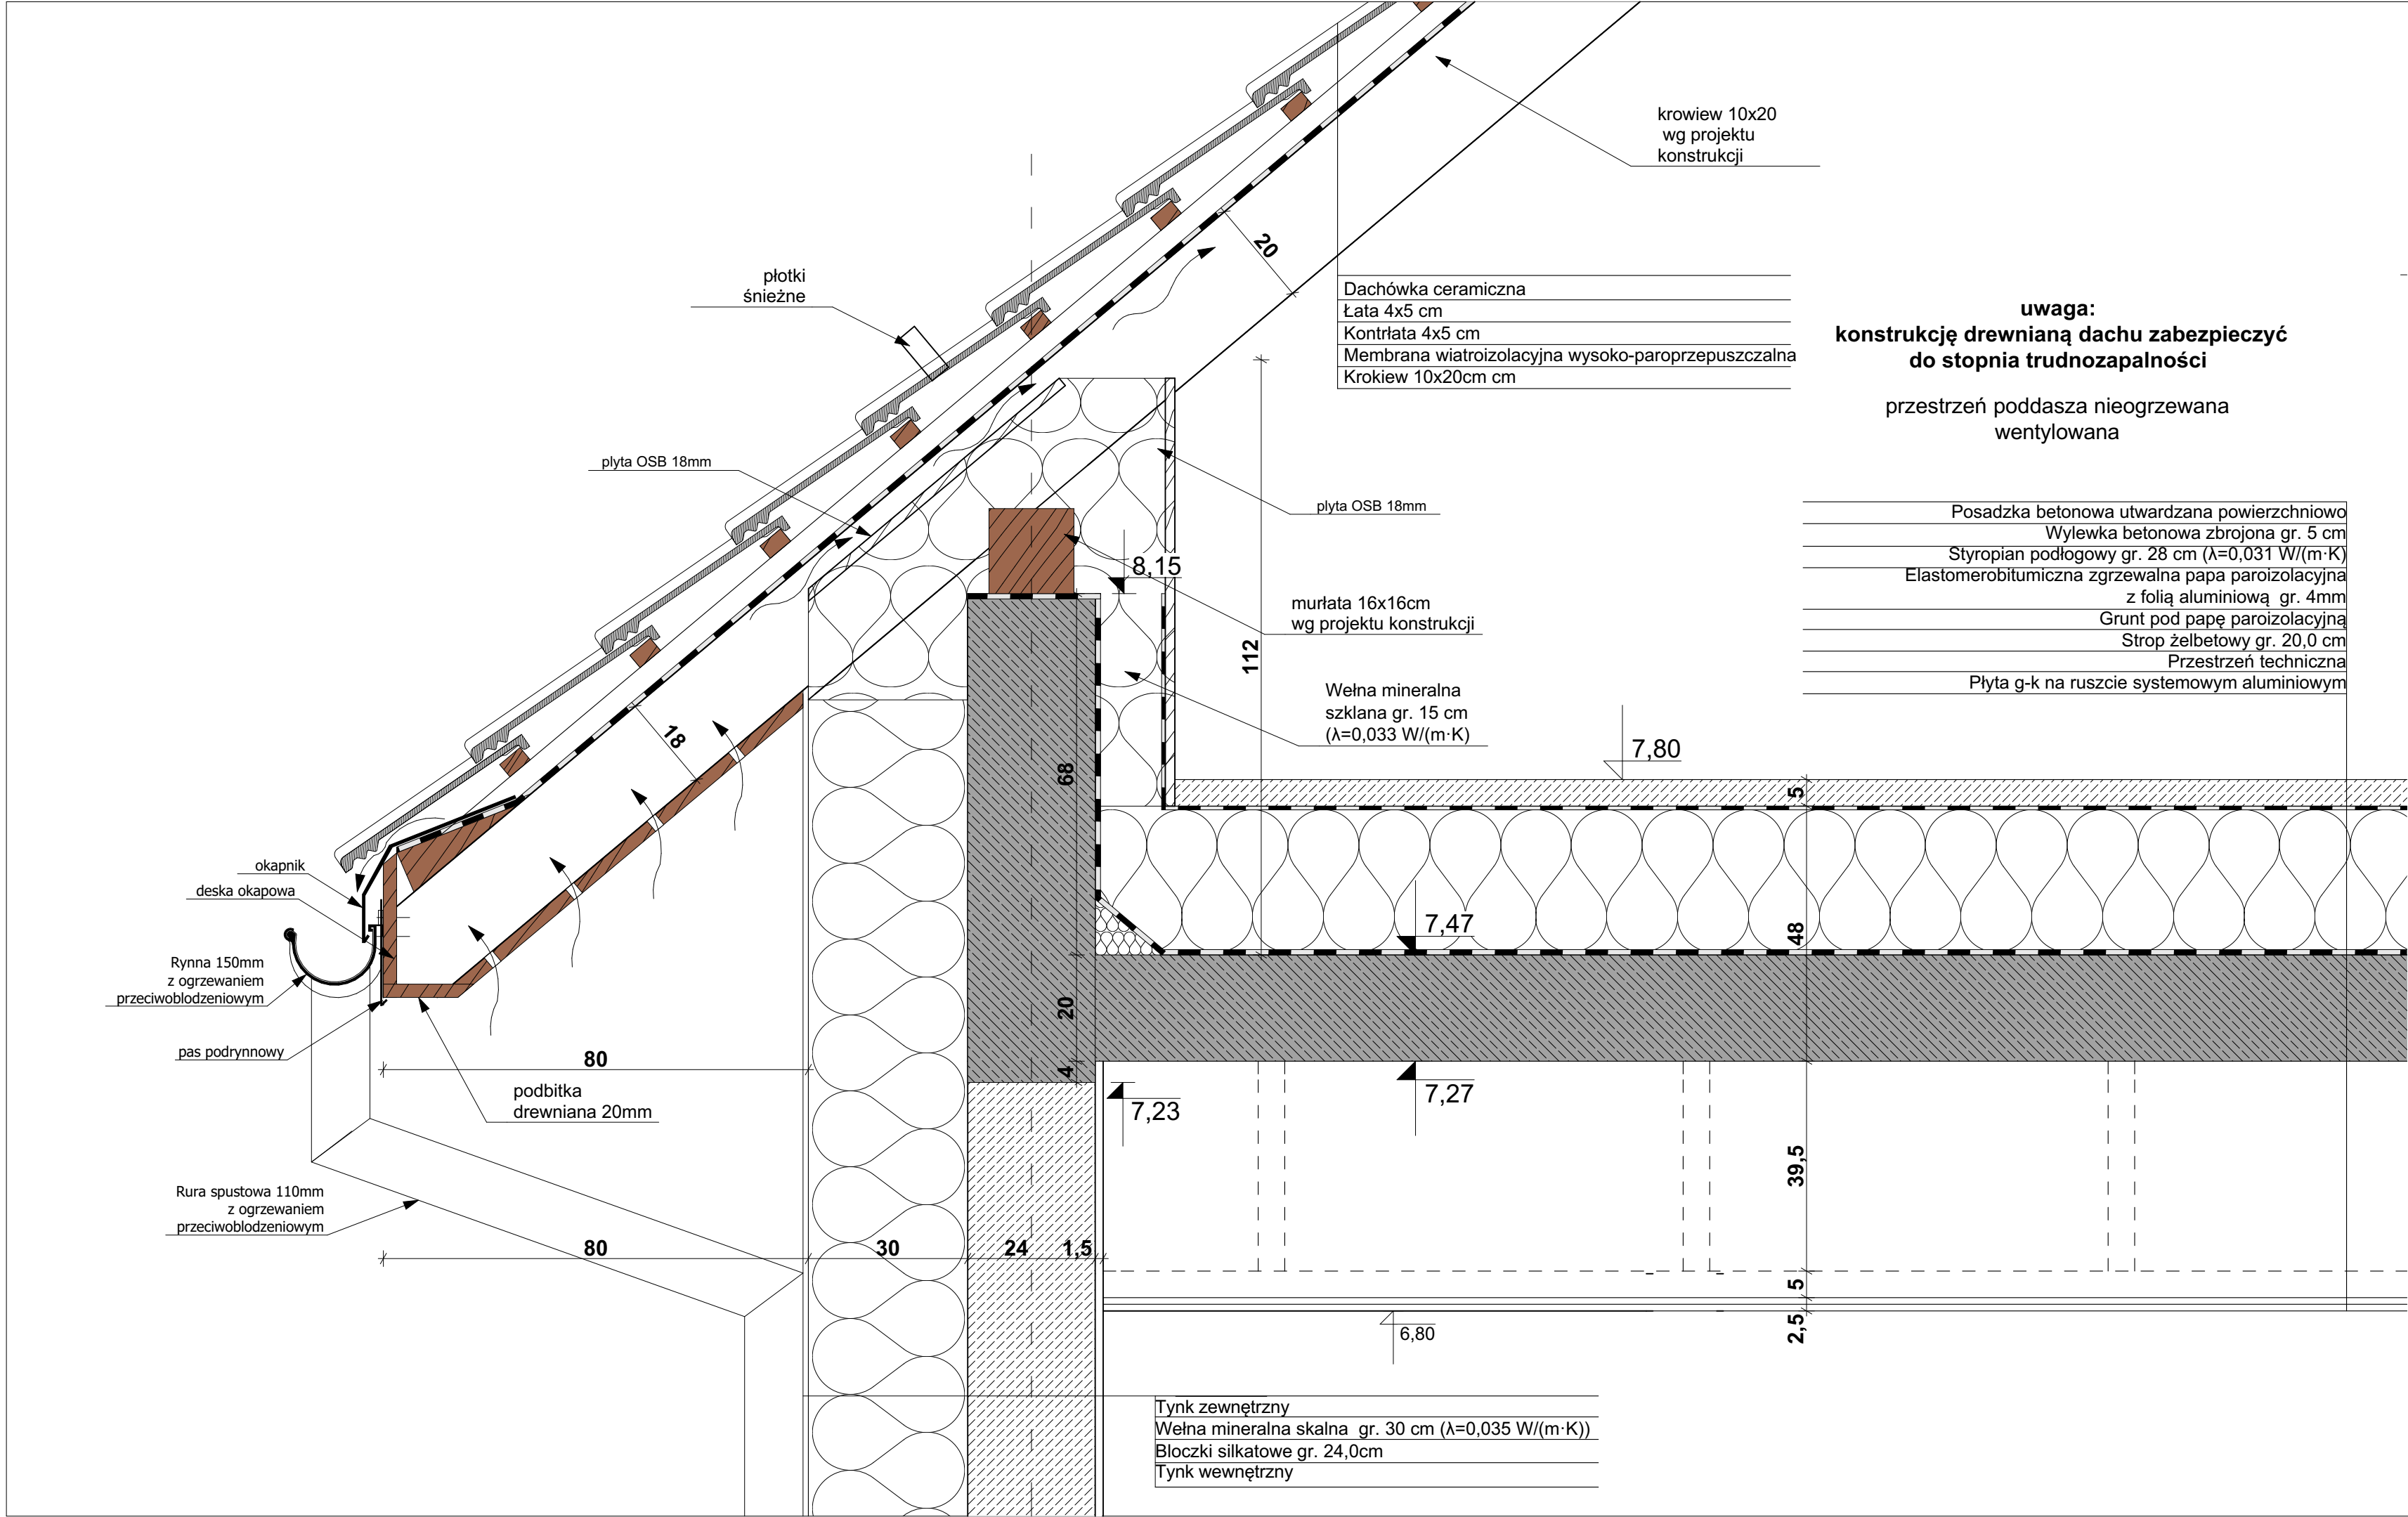 krowiew 10x20
wg projektu
konstrukcji
20
płotki
śnieżne
Dachówka ceramiczna
Łata 4x5 cm
Kontrłata 4x5 cm
Membrana wiatroizolacyjna wysoko-paroprzepuszczalna
Krokiew 10x20cm cm
uwaga:
konstrukcję drewnianą dachu zabezpieczyć
do stopnia trudnozapalności
przestrzeń poddasza nieogrzewana
wentylowana
plyta OSB 18mm
plyta OSB 18mm
8,15
murłata 16x16cm
wg projektu konstrukcji
112
Wełna mineralna
szklana gr. 15 cm
(λ=0,033 W/(m·K)
Posadzka betonowa utwardzana powierzchniowo
Wylewka betonowa zbrojona gr. 5 cm
Styropian podłogowy gr. 28 cm (λ=0,031 W/(m·K)
Elastomerobitumiczna zgrzewalna papa paroizolacyjna
z folią aluminiową gr. 4mm
Grunt pod papę paroizolacyjną
Strop żelbetowy gr. 20,0 cm
Przestrzeń techniczna
Płyta g-k na ruszcie systemowym aluminiowym
18
68
7,80
5
okapnik
deska okapowa
7,47
48
Rynna 150mm
z ogrzewaniem
przeciwoblodzeniowym
20
pas podrynnowy
80
4
podbitka
drewniana 20mm
7,23
7,27
39,5
Rura spustowa 110mm
z ogrzewaniem
przeciwoblodzeniowym
80
30
24
1,5
5
2,5
6,80
Tynk zewnętrzny
Wełna mineralna skalna gr. 30 cm (λ=0,035 W/(m·K))
Bloczki silkatowe gr. 24,0cm
Tynk wewnętrzny